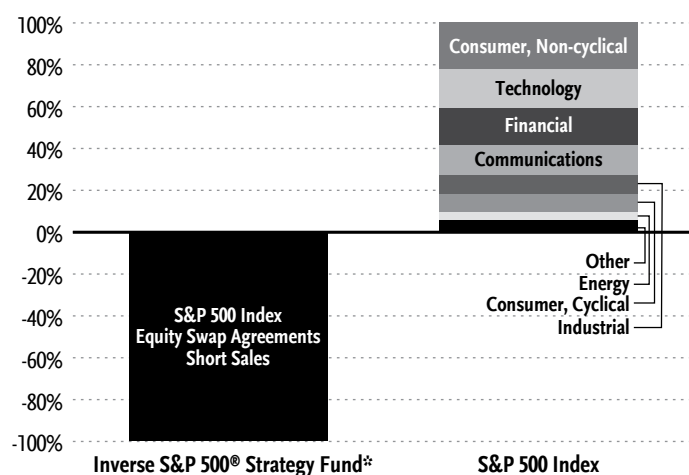 100%
80%
60%
40%
20%
0%
-20%
-40%
-60%
-80%
-100%
Consumer, Non-cyclical
Technology
Financial
Communications
Other
Energy
Consumer, Cyclical
Industrial
S&P 500 Index
Equity Swap Agreements
Short Sales
Inverse S&P 500® Strategy Fund*
S&P 500 Index